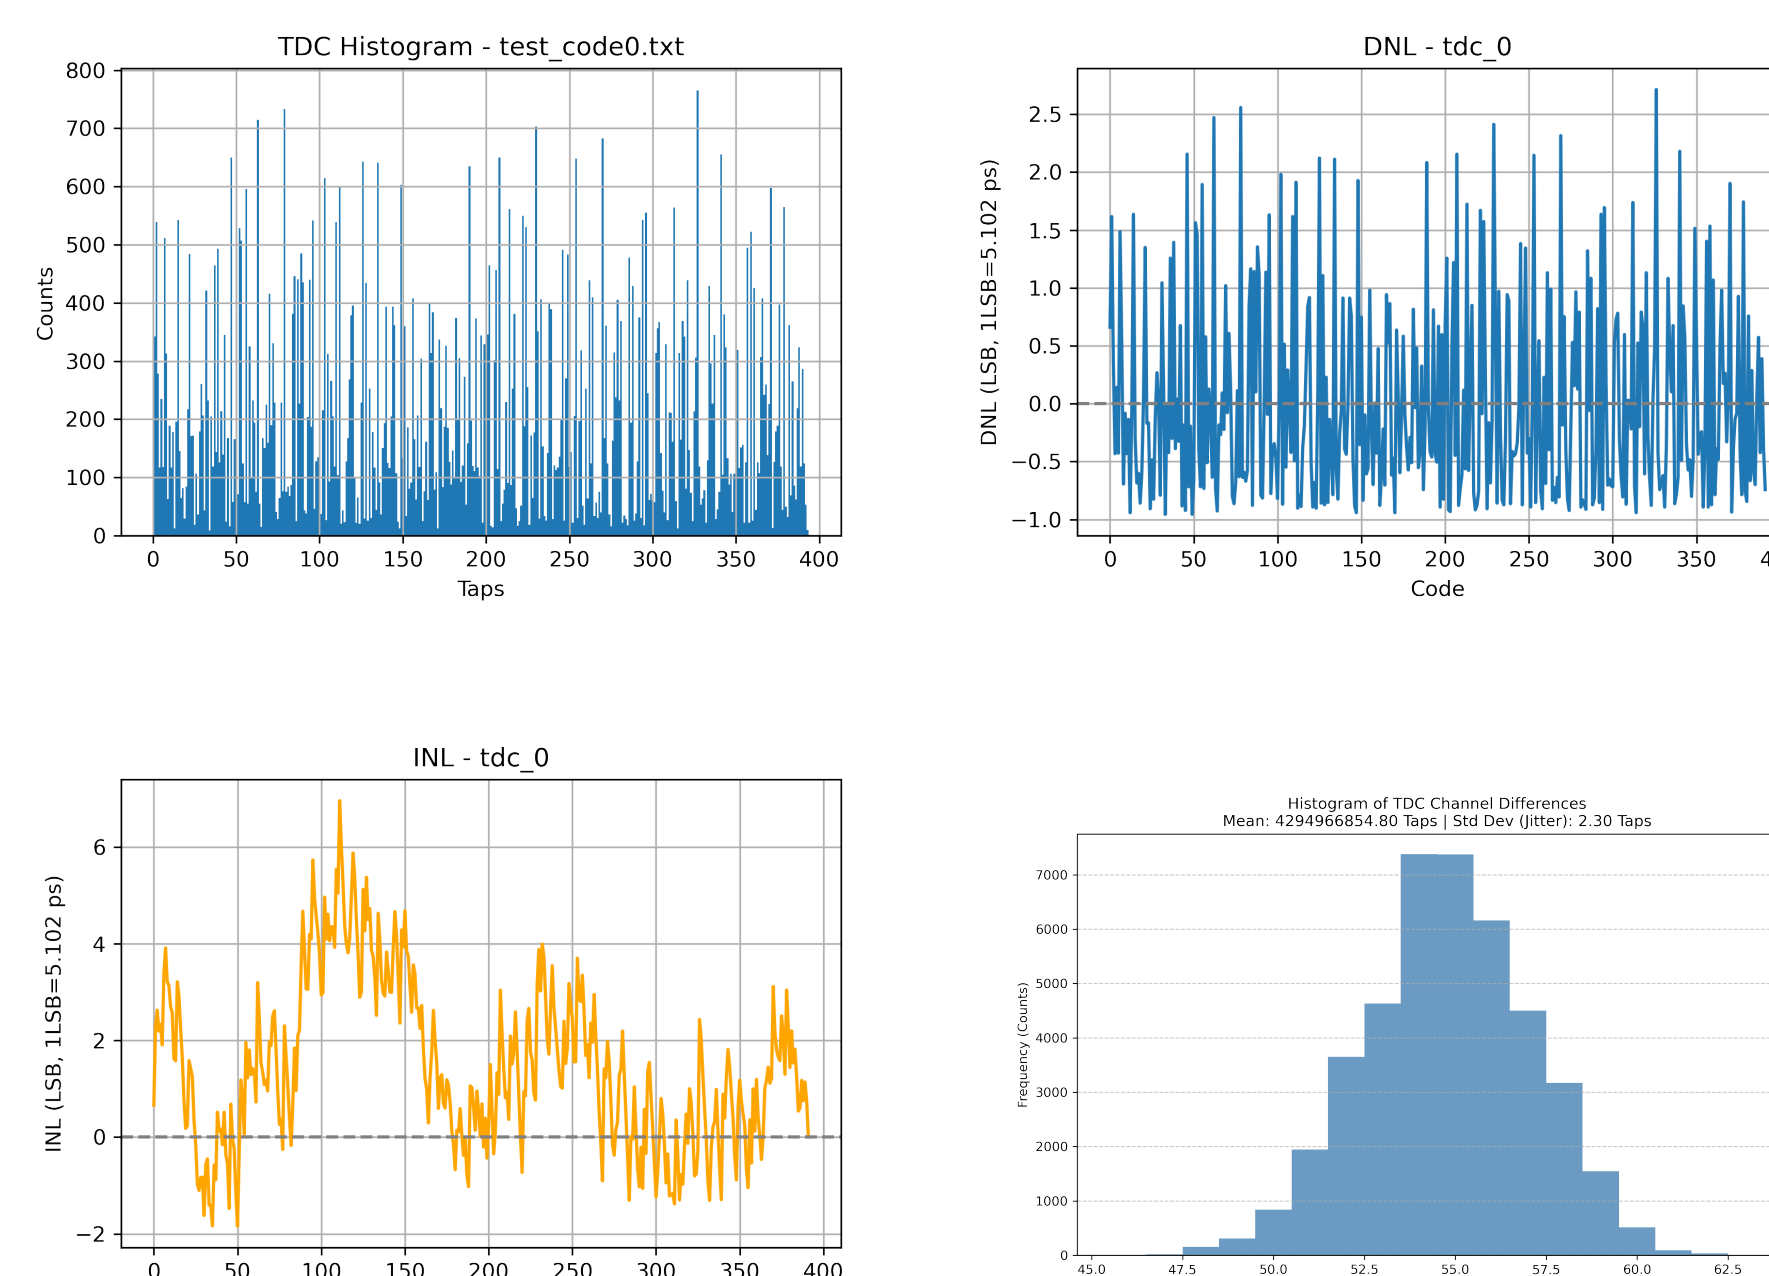 TDC Histogram - test_code0.txt
Counts
800
700
600
500
400
300
200
100
0
0 50 100 150 200 250 300 350 400
Taps
DNL - tdc_0
DNL (LSB, 1LSB=5.102 ps)
2.5
2.0
1.5
1.0
0.5
0.0
−0.5
−1.0
0 50 100 150 200 250 300 350 4
Code
INL - tdc_0
INL (LSB, 1LSB=5.102 ps)
6
4
2
0
−2
0 50 100 150 200 250 300 350 400
Histogram of TDC Channel Differences
Mean: 4294966854.80 Taps | Std Dev (Jitter): 2.30 Taps
Frequency (Counts)
7000
6000
5000
4000
3000
2000
1000
0
45.0 47.5 50.0 52.5 55.0 57.5 60.0 62.5